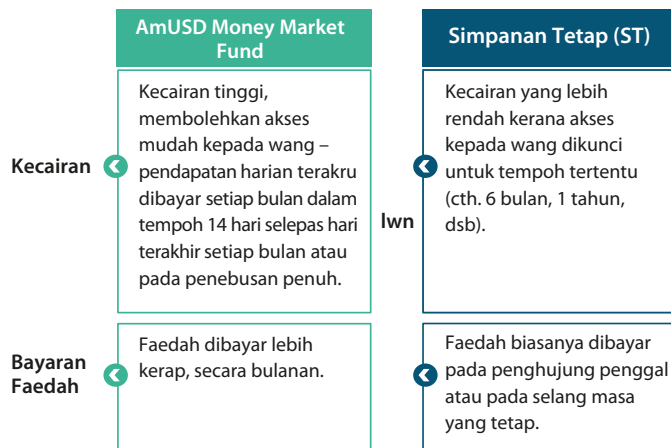 AmUSD Money Market
Fund
Simpanan Tetap (ST)
Kecairan
Kecairan tinggi,
membolehkan akses
mudah kepada wang –
pendapatan harian terakru
dibayar setiap bulan dalam
tempoh 14 hari selepas hari
terakhir setiap bulan atau
pada penebusan penuh.
lwn
Kecairan yang lebih
rendah kerana akses
kepada wang dikunci
untuk tempoh tertentu
(cth. 6 bulan, 1 tahun,
dsb).
Bayaran
Faedah
Faedah dibayar lebih
kerap, secara bulanan.
Faedah biasanya dibayar
pada penghujung penggal
atau pada selang masa
yang tetap.